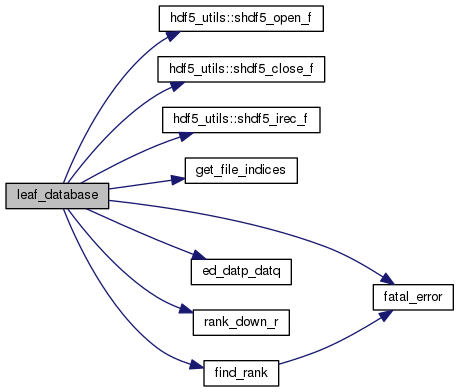 hdf5_utils::shdf5_open_f
hdf5_utils::shdf5_close_f
hdf5_utils::shdf5_irec_f
get_file_indices
leaf_database
ed_datp_datq
fatal_error
rank_down_r
find_rank